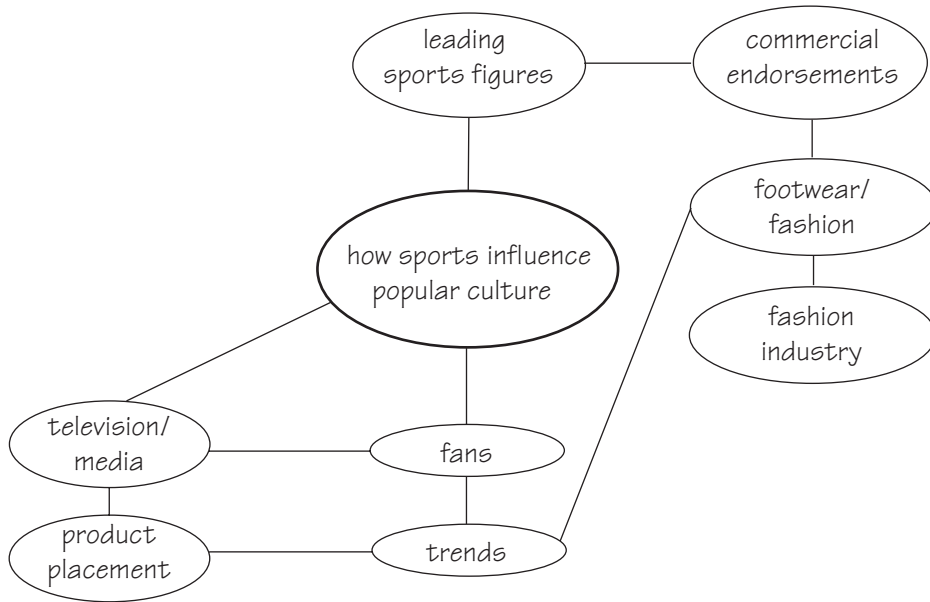 leading
sports figures
commercial
endorsements
footwear/
fashion
how sports influence
popular culture
fashion
industry
television/
media
fans
product
placement
trends